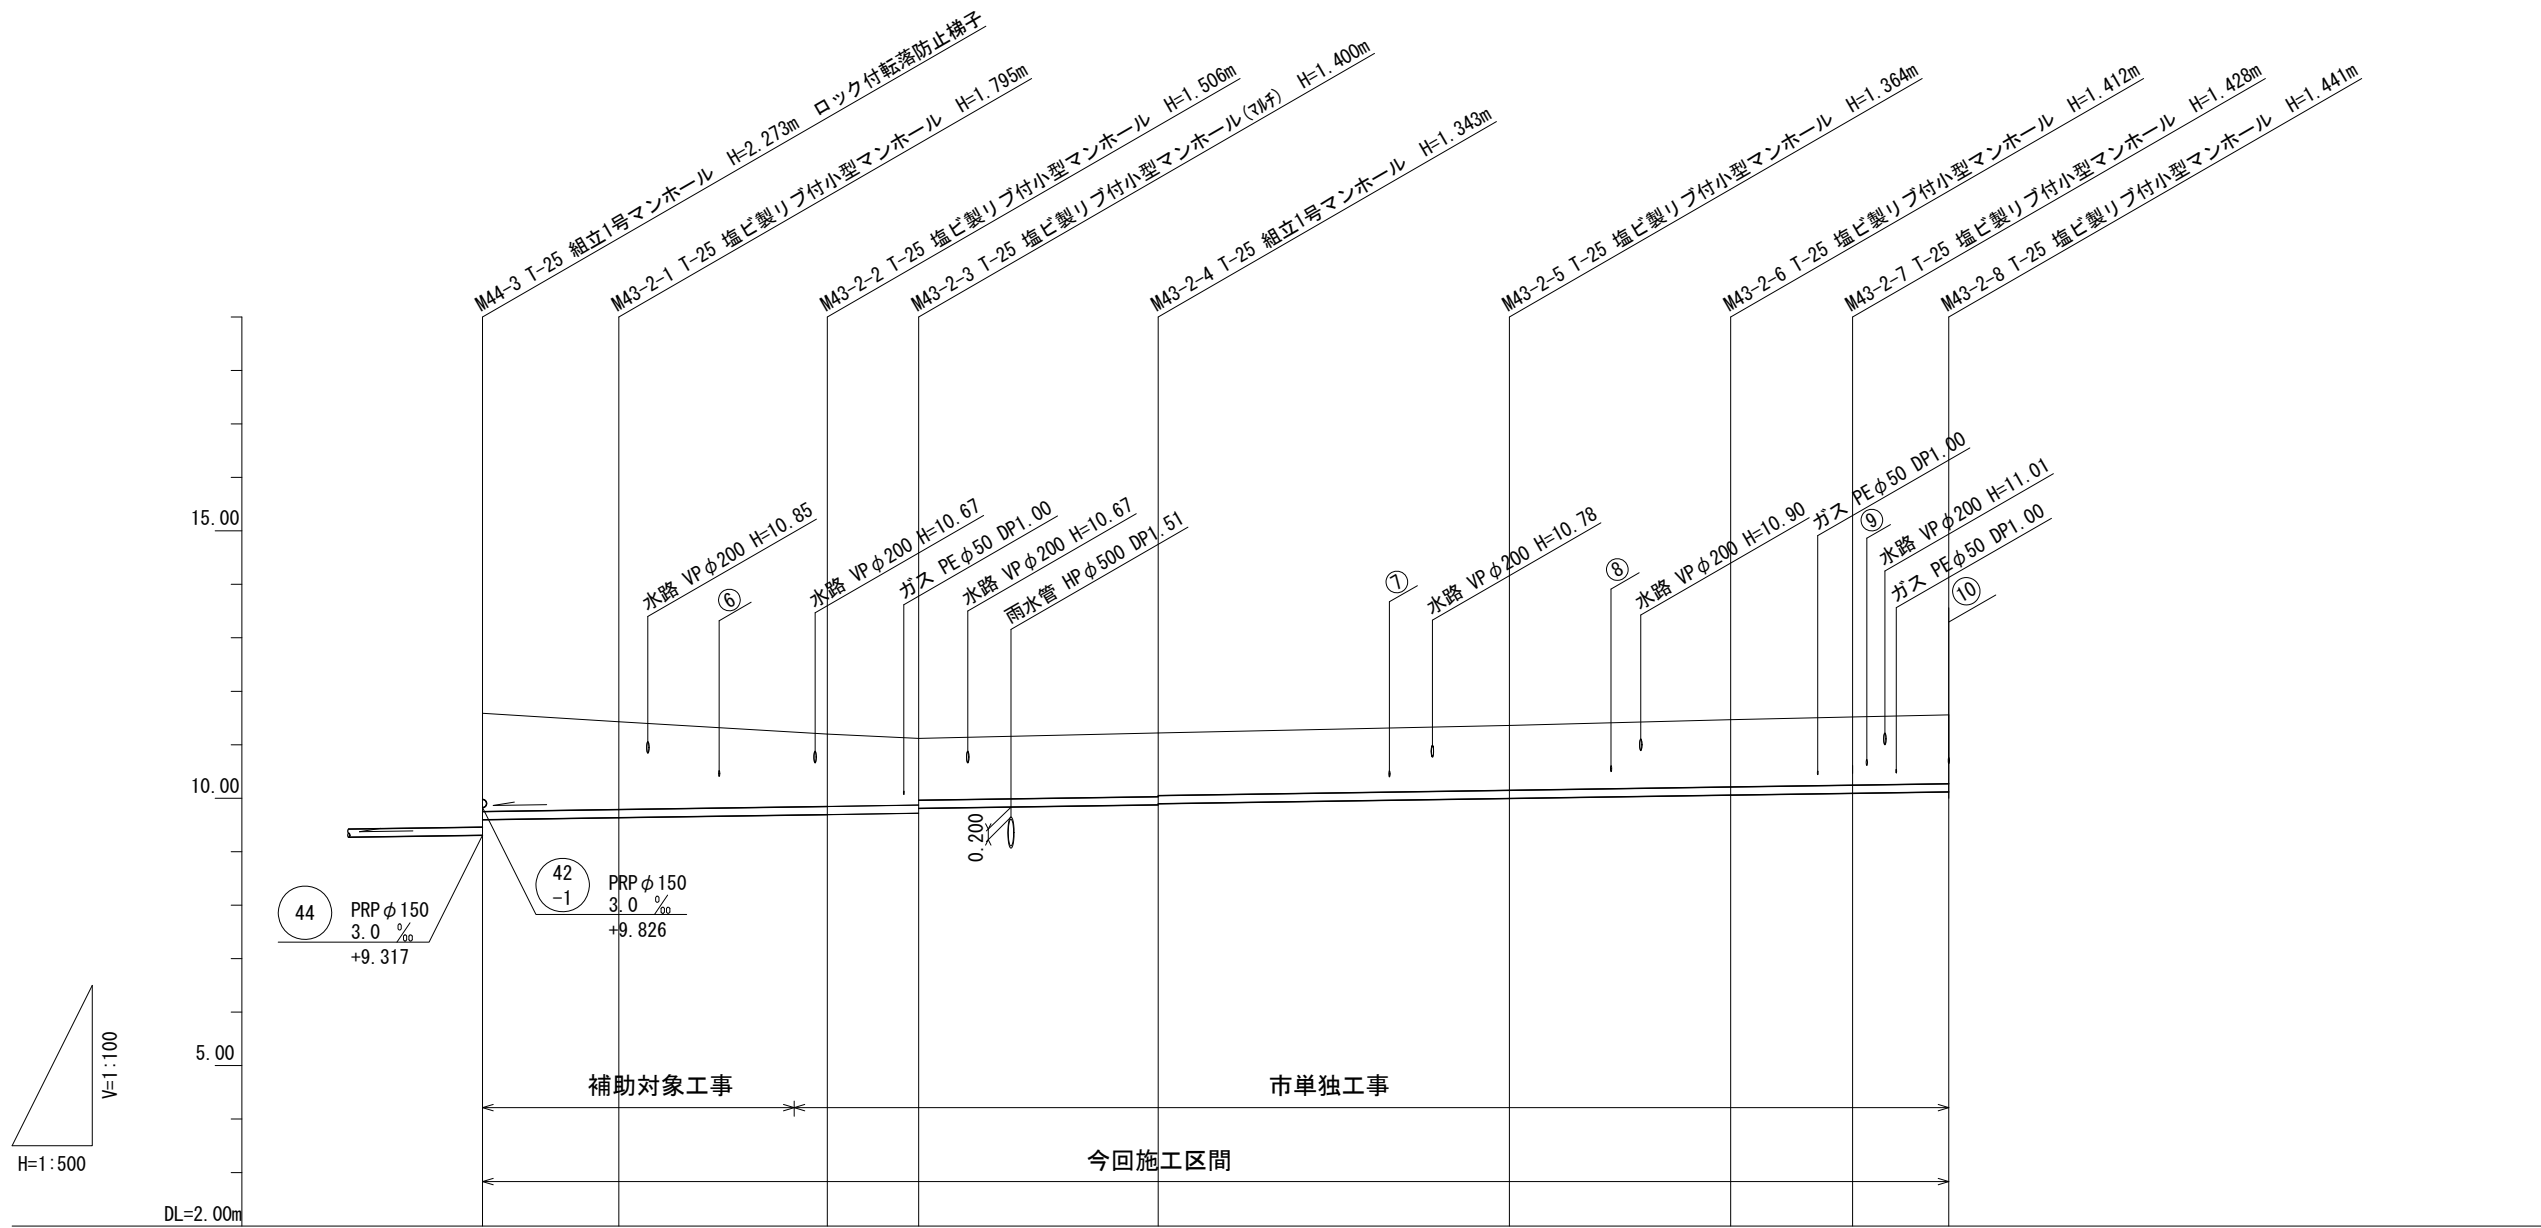 M44-3 T-25 組立1号マンホール H=2.273m ロック付転落防止梯子
M43-2-1 T-25 塩ビ製リブ付小型マンホール H=1.795m
M43-2-2 T-25 塩ビ製リブ付小型マンホール H=1.506m
M43-2-3 T-25 塩ビ製リブ付小型マンホール(マルチ) H=1.400m
M43-2-4 T-25 組立1号マンホール H=1.343m
M43-2-5 T-25 塩ビ製リブ付小型マンホール H=1.364m
M43-2-6 T-25 塩ビ製リブ付小型マンホール H=1.412m
M43-2-7 T-25 塩ビ製リブ付小型マンホール H=1.428m
M43-2-8 T-25 塩ビ製リブ付小型マンホール H=1.441m
15.00
水路 VPφ200 H=10.85
⑥
水路 VPφ200 H=10.67
ガス PEφ50 DP1.00
水路 VPφ200 H=10.67
雨水管 HPφ500 DP1.51
⑦
水路 VPφ200 H=10.78
⑧
水路 VPφ200 H=10.90
ガス PEφ50 DP1.00
⑨
水路 VPφ200 H=11.01
ガス PEφ50 DP1.00
⑩
10.00
0.200
44
PRPφ150
3.0 ‰
+9.317
42
-1
PRPφ150
3.0 ‰
+9.826
5.00
V=1:100
H=1:500
補助対象工事
市単独工事
今回施工区間
DL=2.00m